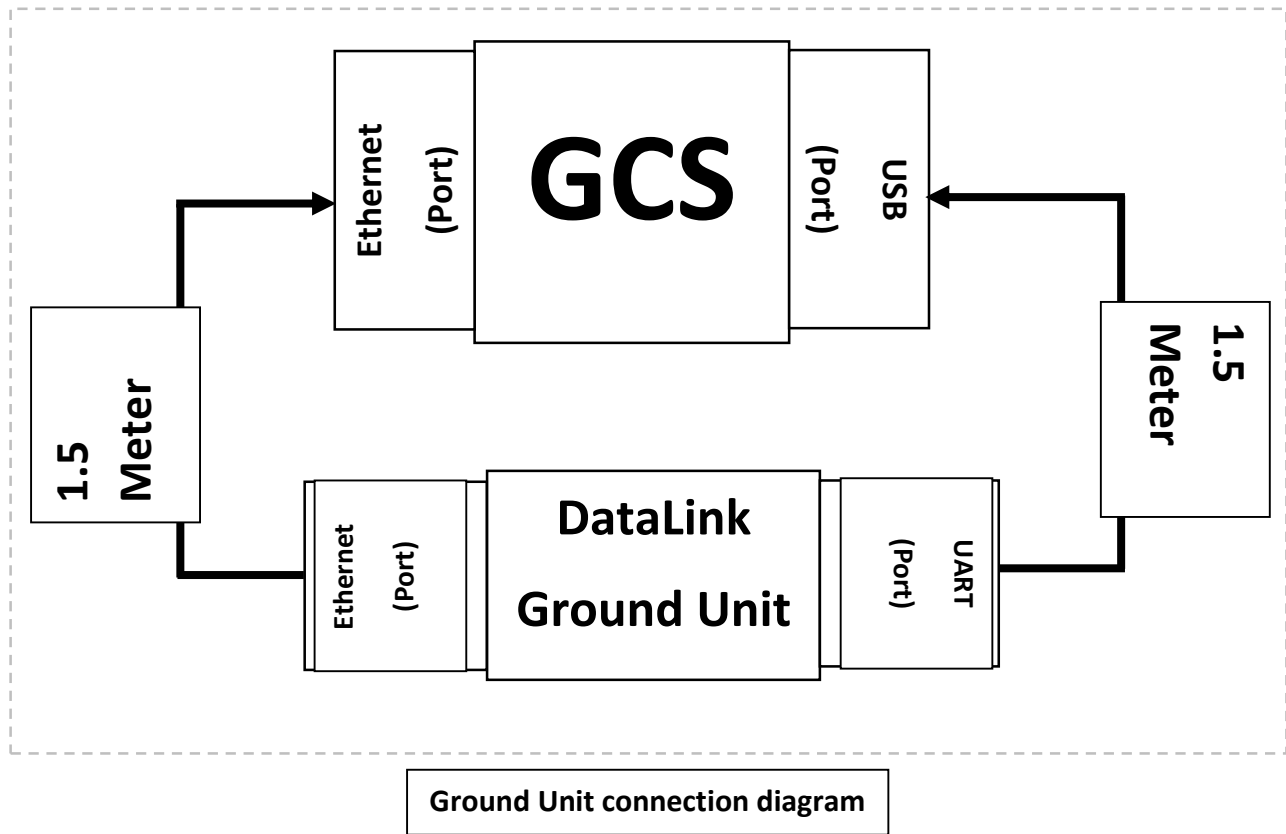 GCS
Ethernet
(Port)
USB
(Port)
1.5
Meter
1.5
Meter
DataLink
Ground Unit
Ethernet
(Port)
UART
(Port)
Ground Unit connection diagram